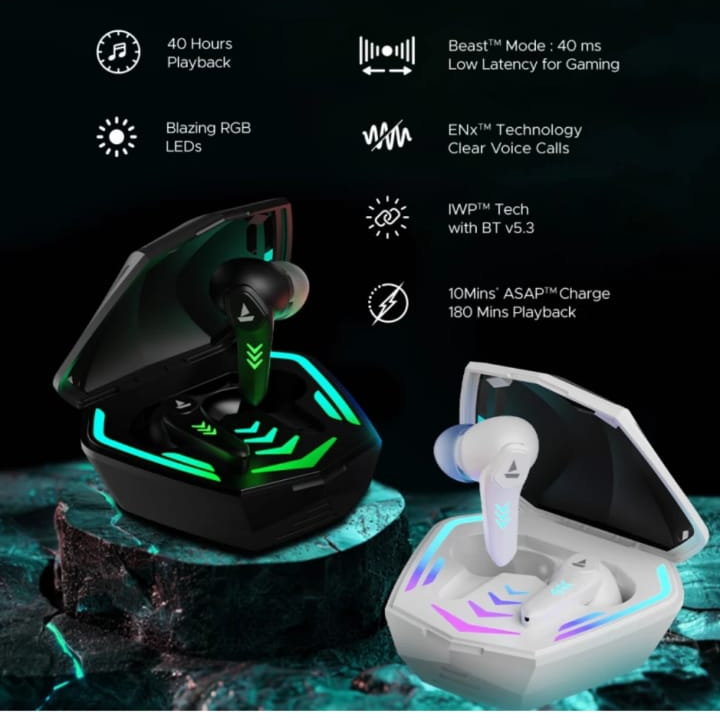 40 Hours
Playback
Beast™ Mode : 40 ms
Low Latency for Gaming
Blazing RGB
LEDs
ENx™ Technology
Clear Voice Calls
IWP™ Tech
with BT v5.3
10Mins' ASAP™ Charge
180 Mins Playback